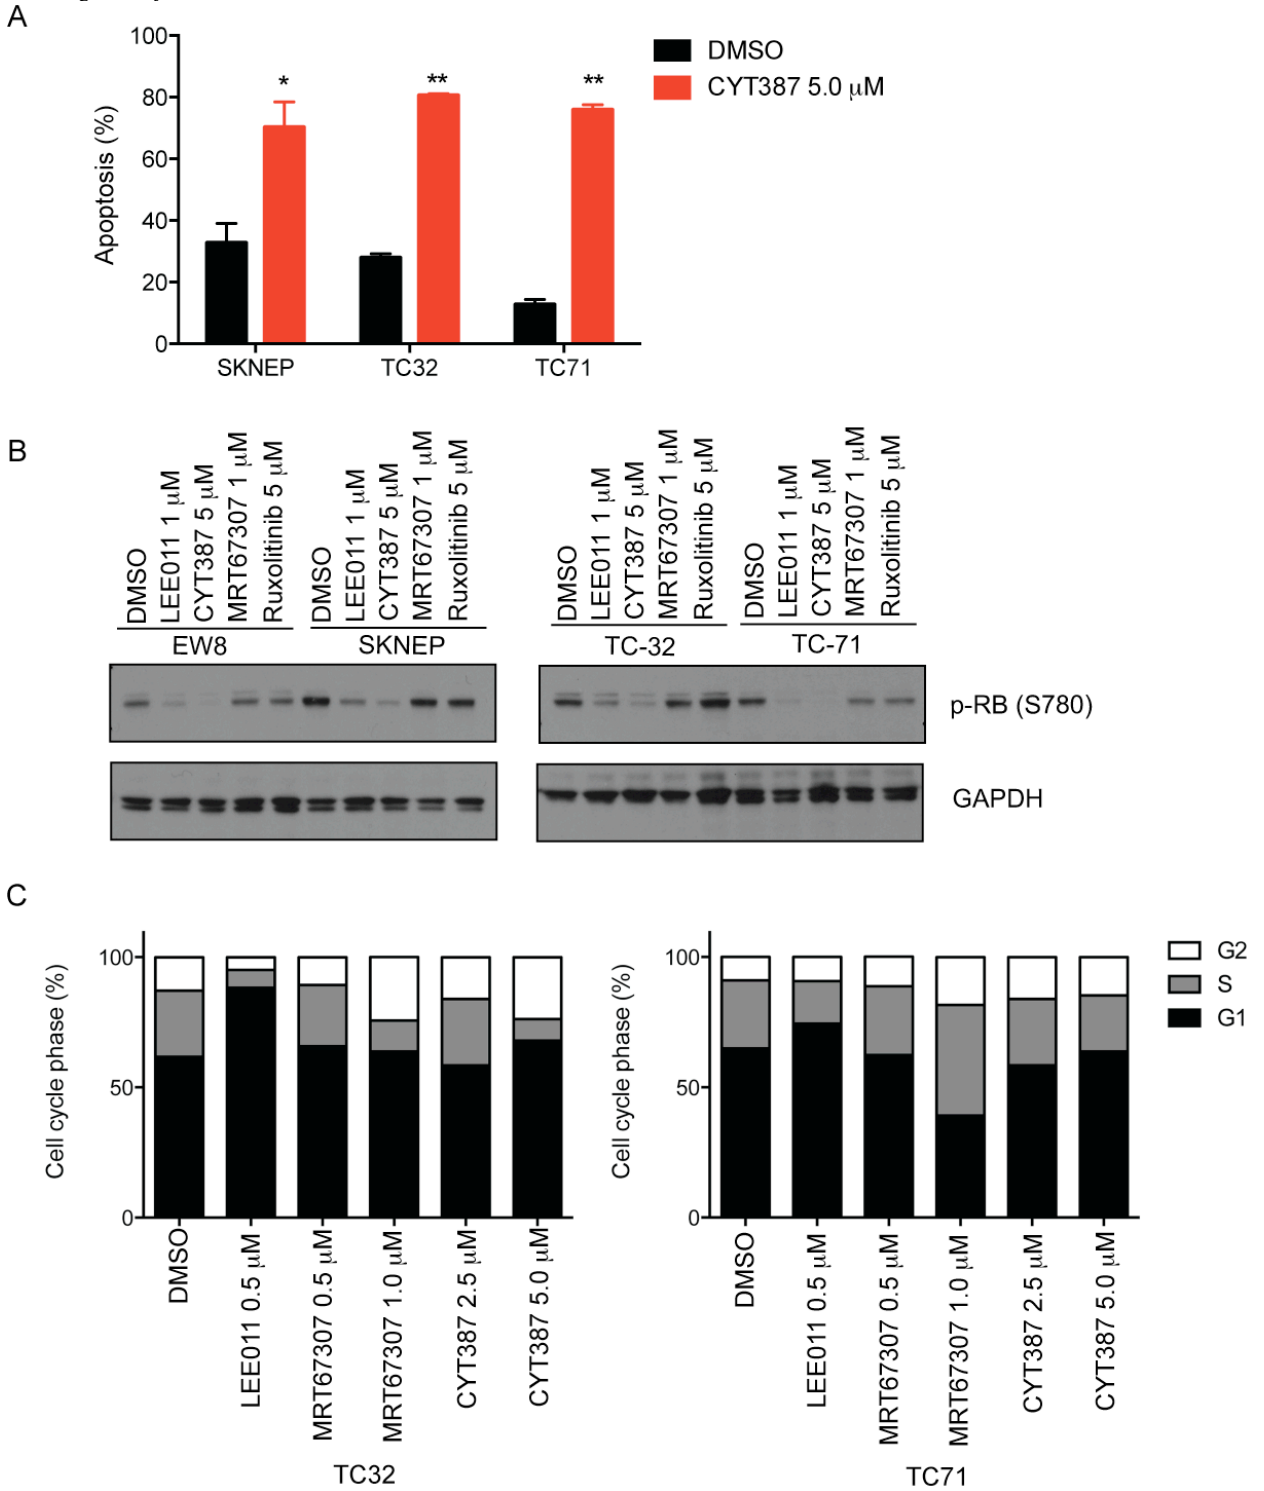 A
100
80
60
40
20
0
Apoptosis (%)
* ** **
SKNEP TC32 TC71
DMSO
CYT387 5.0 µM
B
DMSO
LEE011 1 µM
CYT387 5 µM
MRT67307 1 µM
Ruxolitinib 5 µM
DMSO
LEE011 1 µM
CYT387 5 µM
MRT67307 1 µM
Ruxolitinib 5 µM
EW8 SKNEP
DMSO
LEE011 1 µM
CYT387 5 µM
MRT67307 1 µM
Ruxolitinib 5 µM
DMSO
LEE011 1 µM
CYT387 5 µM
MRT67307 1 µM
Ruxolitinib 5 µM
TC-32 TC-71
p-RB (S780)
GAPDH
C
Cell cycle phase (%)
100
50
0
DMSO
LEE011 0.5 µM
MRT67307 0.5 µM
MRT67307 1.0 µM
CYT387 2.5 µM
CYT387 5.0 µM
TC32
Cell cycle phase (%)
100
50
0
DMSO
LEE011 0.5 µM
MRT67307 0.5 µM
MRT67307 1.0 µM
CYT387 2.5 µM
CYT387 5.0 µM
TC71
G2
S
G1